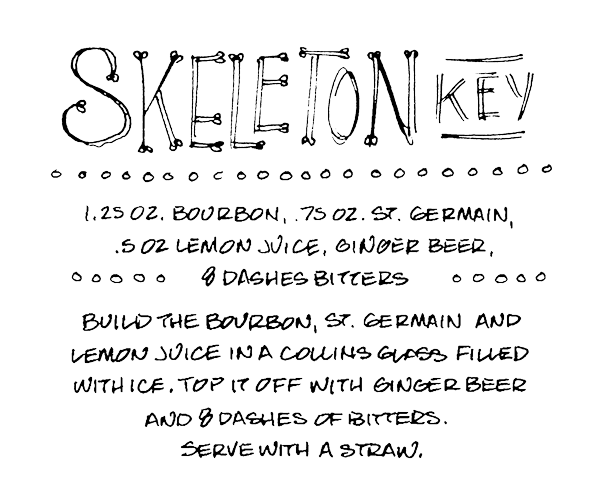 SKELETON KEY
1.25 OZ. BOURBON, .75 OZ. ST. GERMAIN,
.5 OZ LEMON JUICE, GINGER BEER,
8 DASHES BITTERS
BUILD THE BOURBON, ST. GERMAIN AND
LEMON JUICE IN A COLLINS GLASS FILLED
WITH ICE. TOP IT OFF WITH GINGER BEER
AND 8 DASHES OF BITTERS.
SERVE WITH A STRAW.